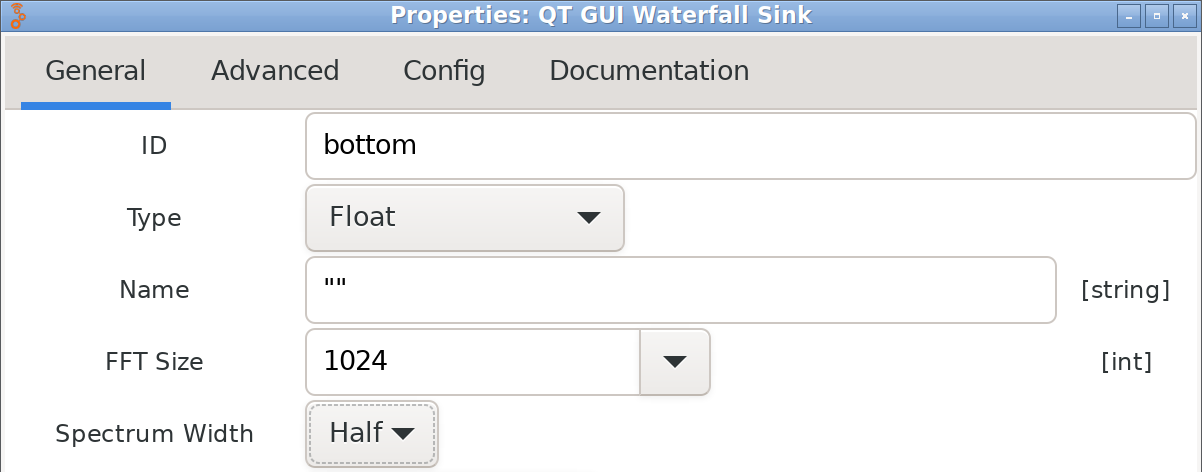 Properties: QT GUI Waterfall Sink
General Advanced Config Documentation
ID bottom
Type Float
Name "" [string]
FFT Size 1024 [int]
Spectrum Width Half